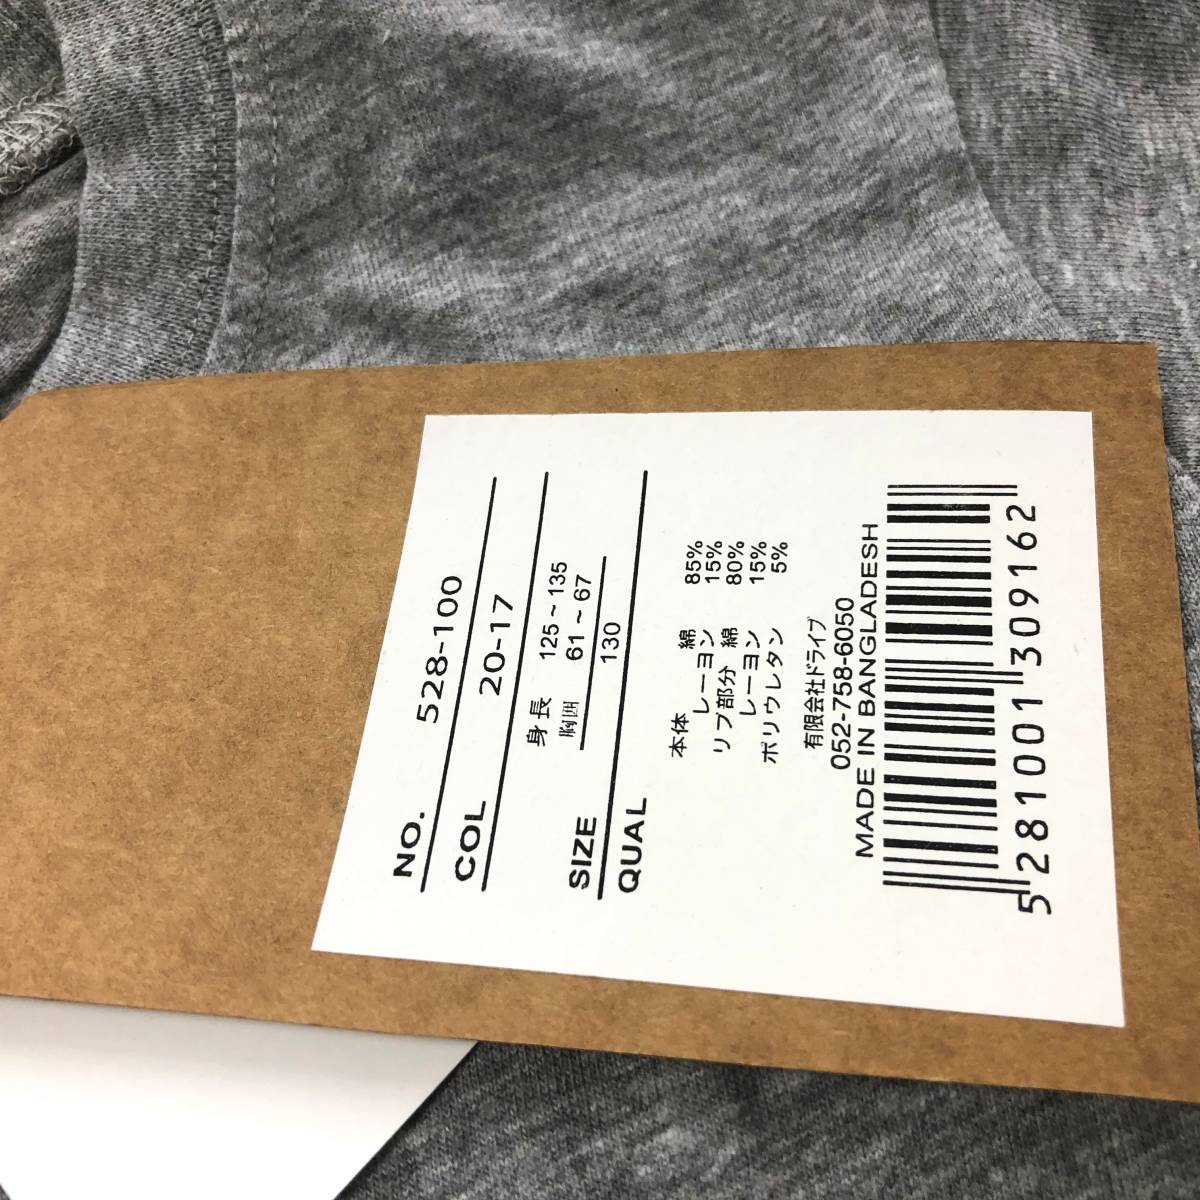 NO. 528-100
COL 20-17
身長 125~135
胸囲 61~67
SIZE 130
QUAL
本体 綿 85%
レーヨン 15%
リブ部分 綿 80%
レーヨン 15%
ポリウレタン 5%
有限会社ドライブ
052-758-6050
MADE IN BANGLADESH
5281001309162